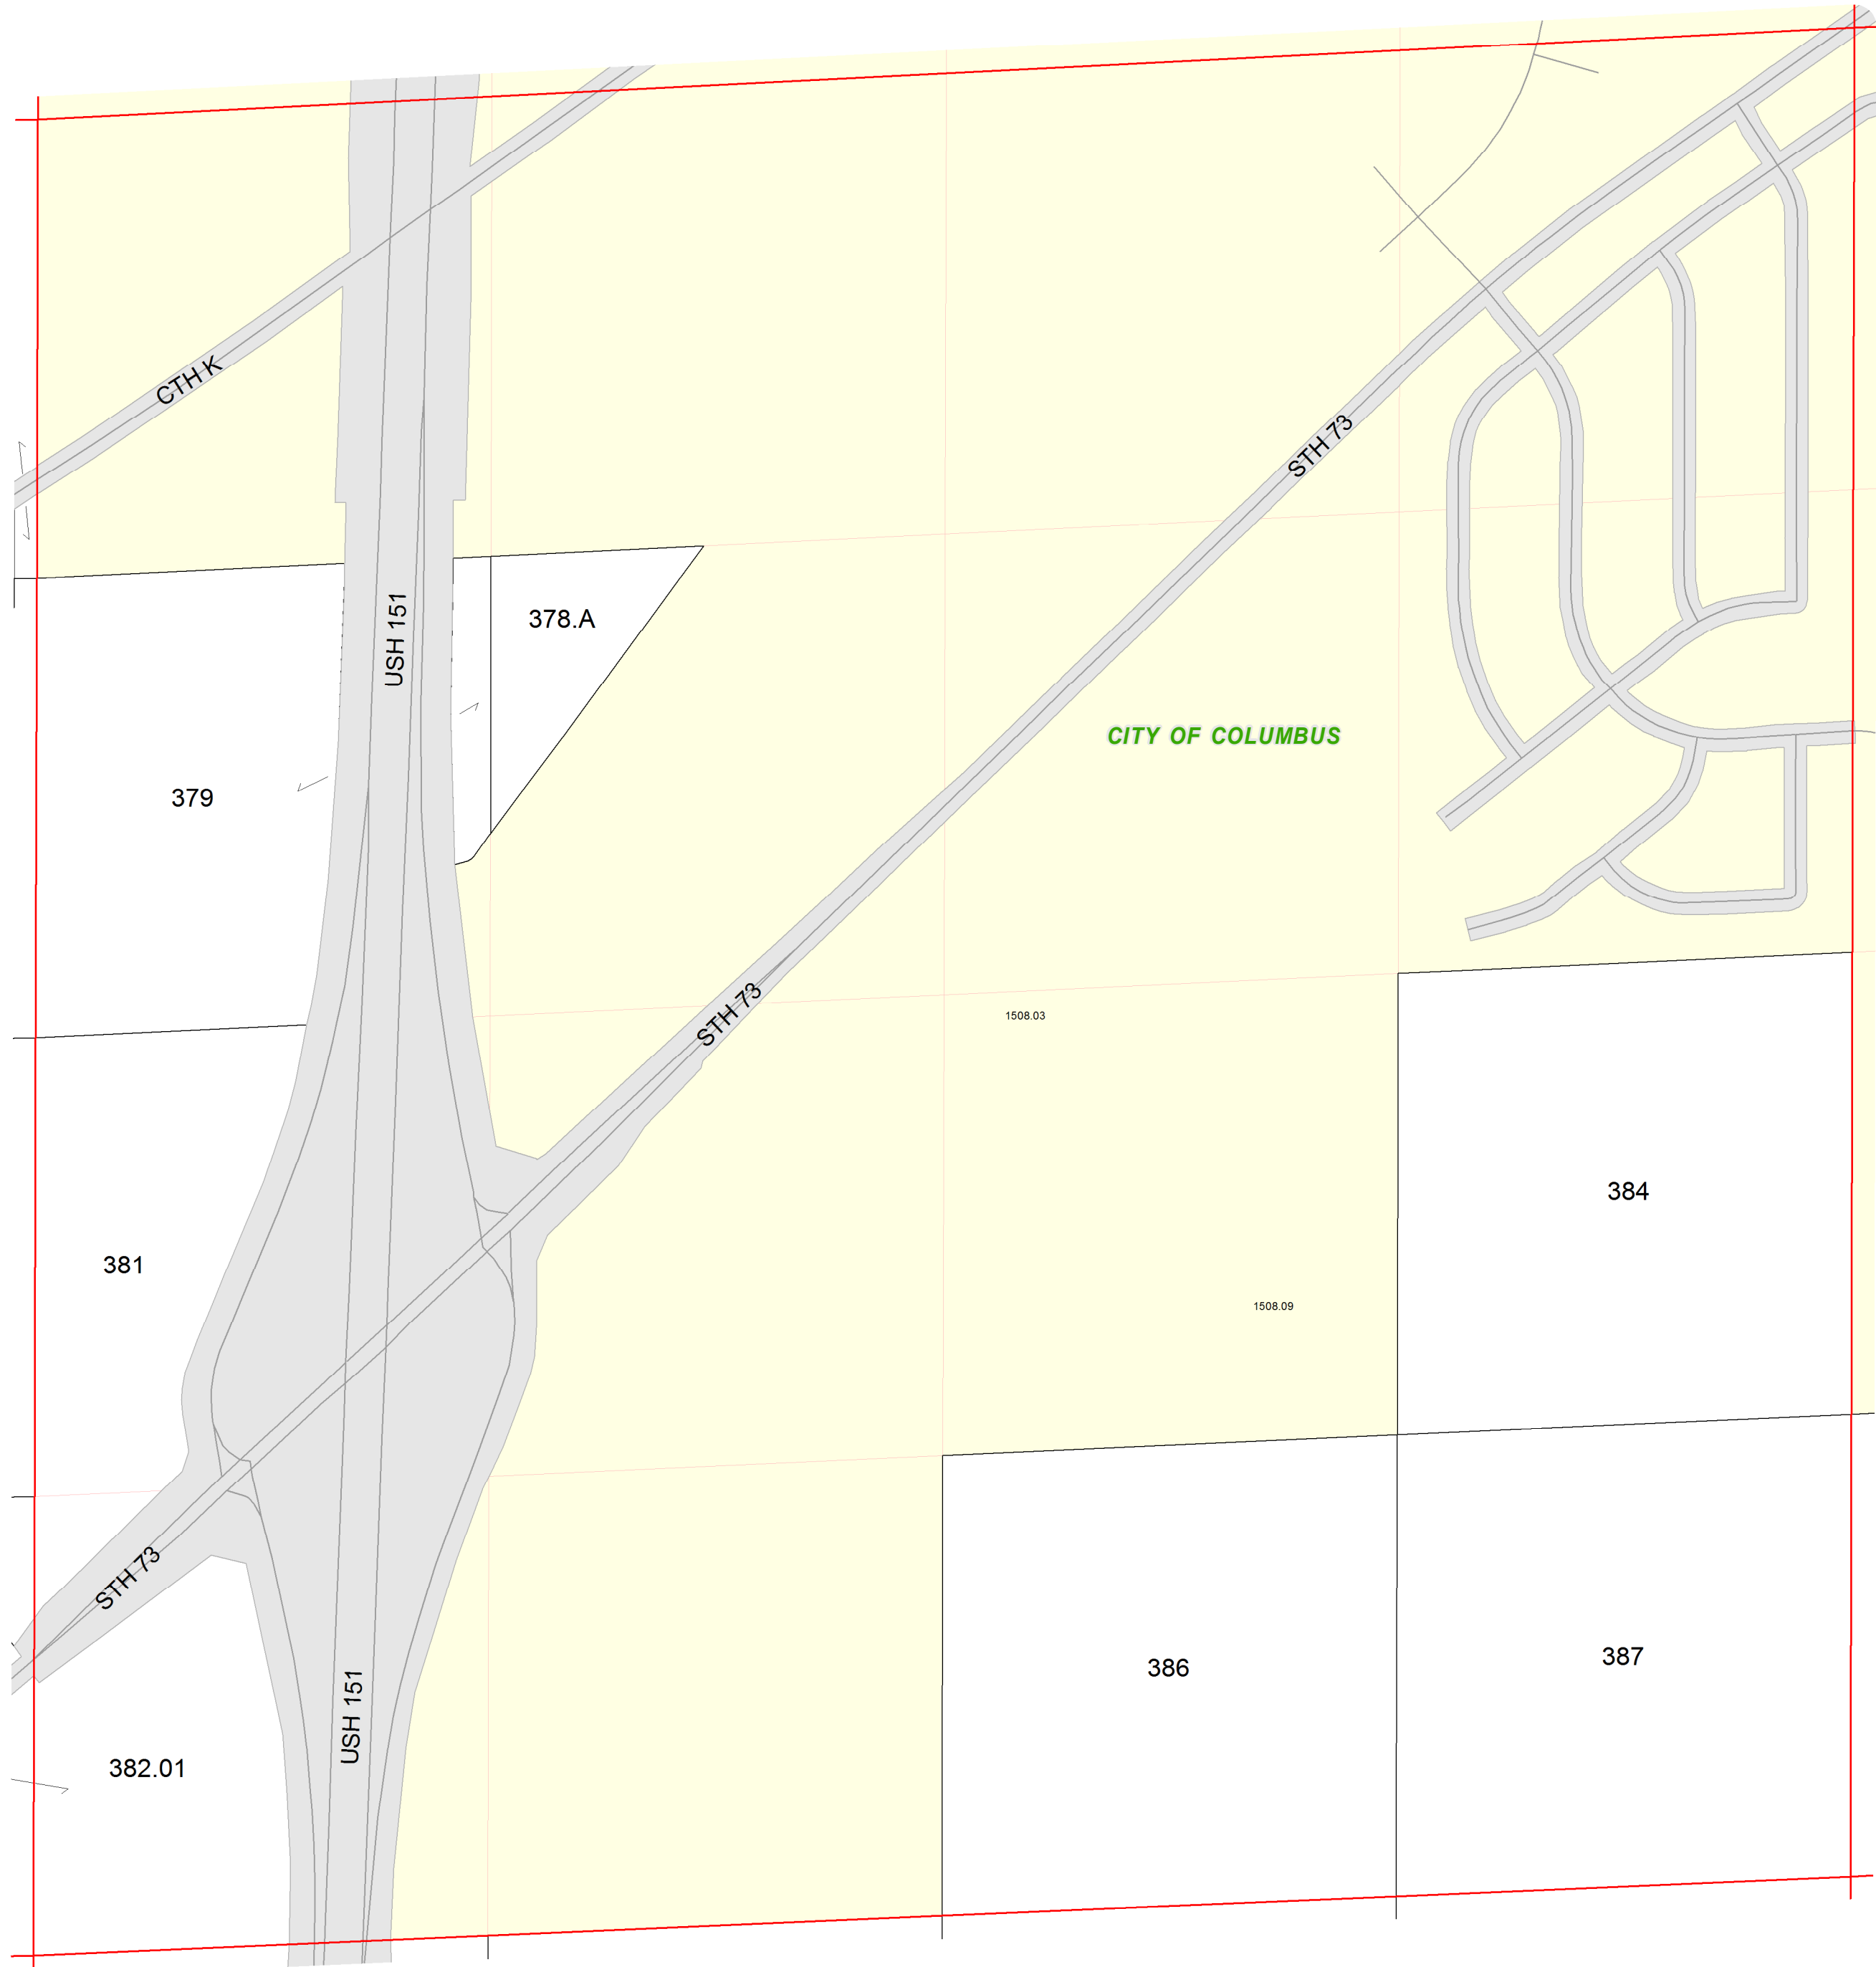 CTH K
STH 73
378.A
USH 151
CITY OF COLUMBUS
379
STH 73
1508.03
384
381
1508.09
STH 73
387
386
USH 151
382.01